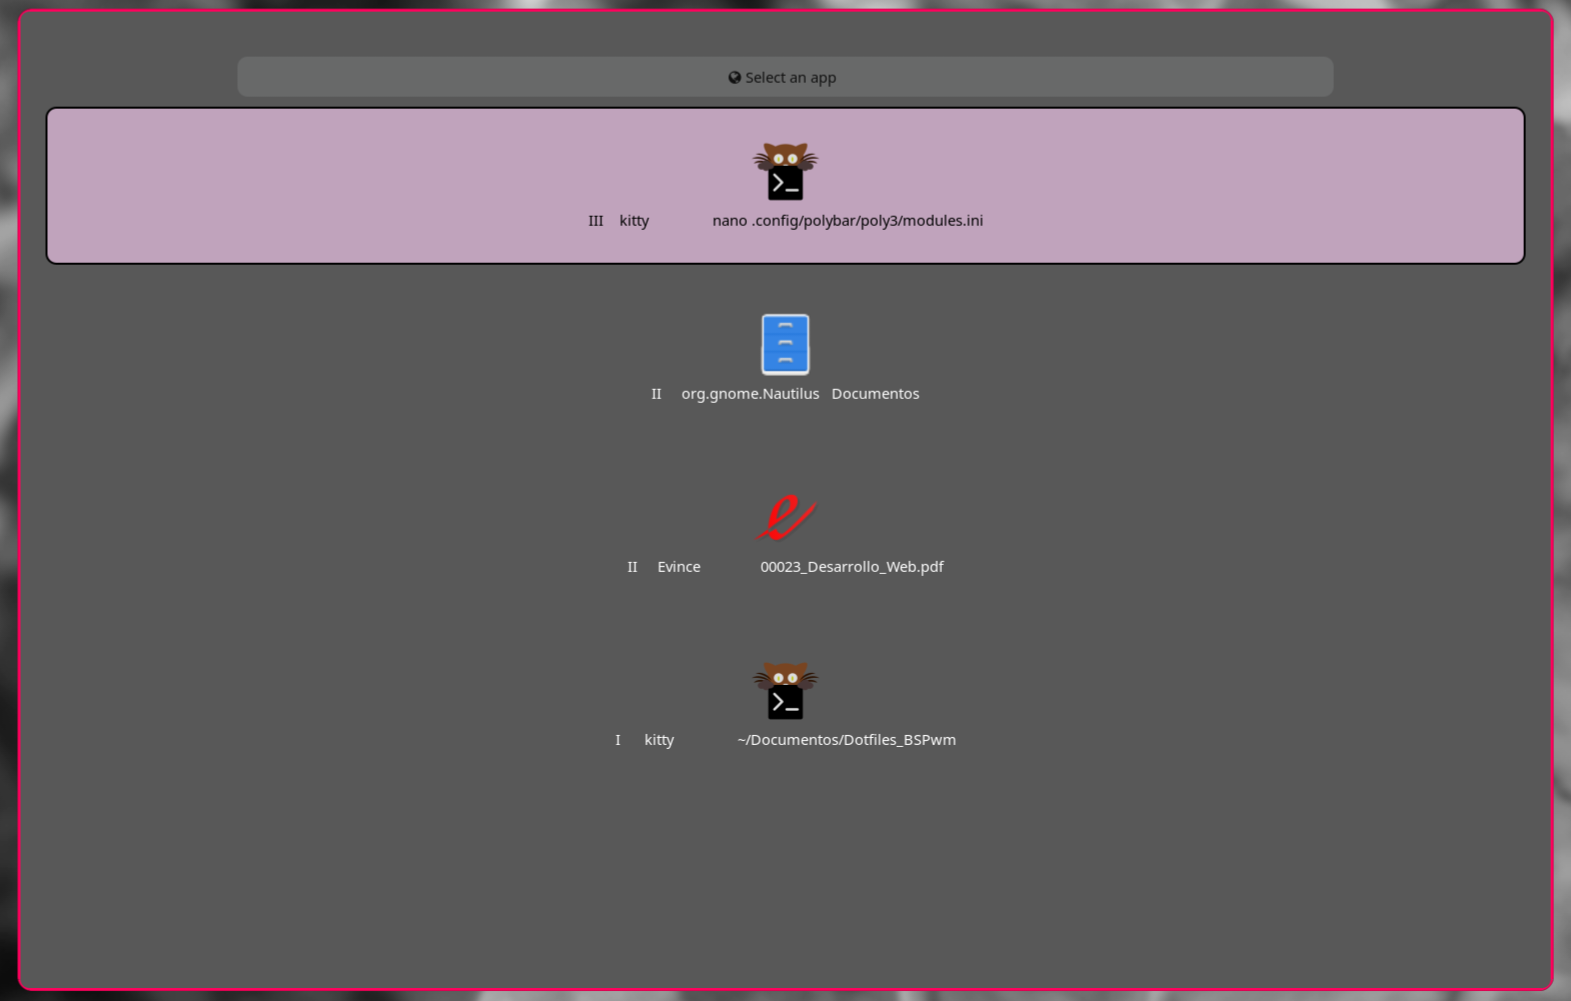 Select an app
III kitty nano .config/polybar/poly3/modules.ini
II org.gnome.Nautilus Documentos
II Evince 00023_Desarrollo_Web.pdf
I kitty ~/Documentos/Dotfiles_BSPwm